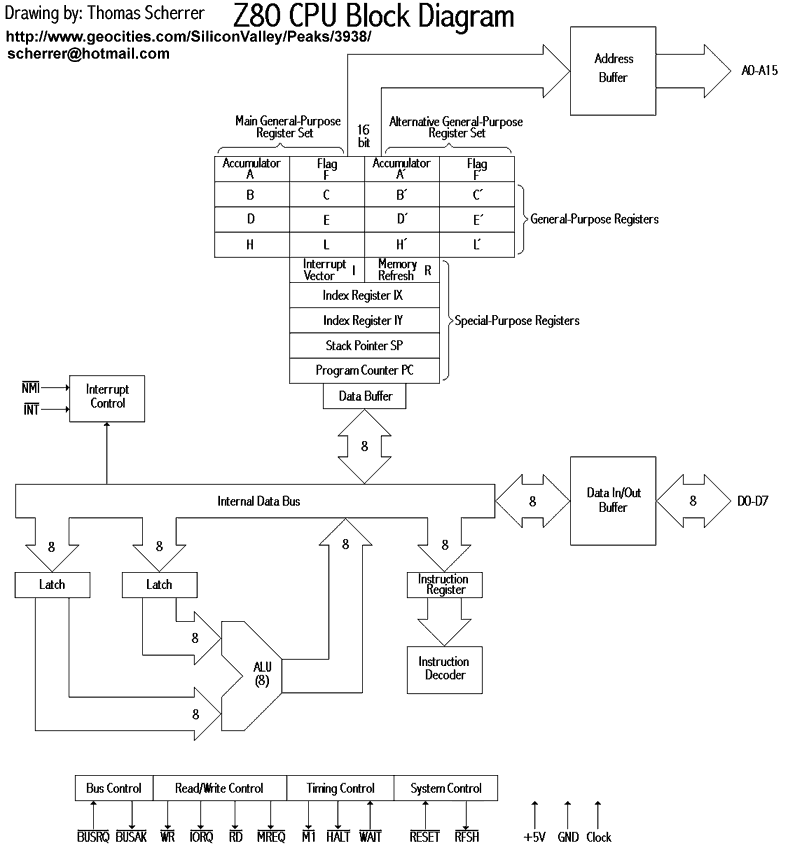 Drawing by: Thomas Scherrer
Z80 CPU Block Diagram
http://www.geocities.com/SiliconValley/Peaks/3938/
scherrer@hotmail.com
Address
Buffer
A0-A15
Main General-Purpose
Register Set
16
bit
Alternative General-Purpose
Register Set
Accumulator
A
Flag
F
Accumulator
A´
Flag
F´
B
C
B´
C´
D
E
D´
E´
H
L
H´
L´
General-Purpose Registers
Interrupt
Vector I
Memory
Refresh R
Index Register IX
Index Register IY
Stack Pointer SP
Program Counter PC
Special-Purpose Registers
Data Buffer
NMI
INT
Interrupt
Control
8
Internal Data Bus
8
Data In/Out
Buffer
8
D0-D7
8
8
8
8
Latch
Latch
Instruction
Register
8
ALU
(8)
8
Instruction
Decoder
Bus Control
Read/Write Control
Timing Control
System Control
BUSRQ
BUSAK
WR
IORQ
RD
MREQ
M1
HALT
WAIT
RESET
RFSH
+5V
GND
Clock